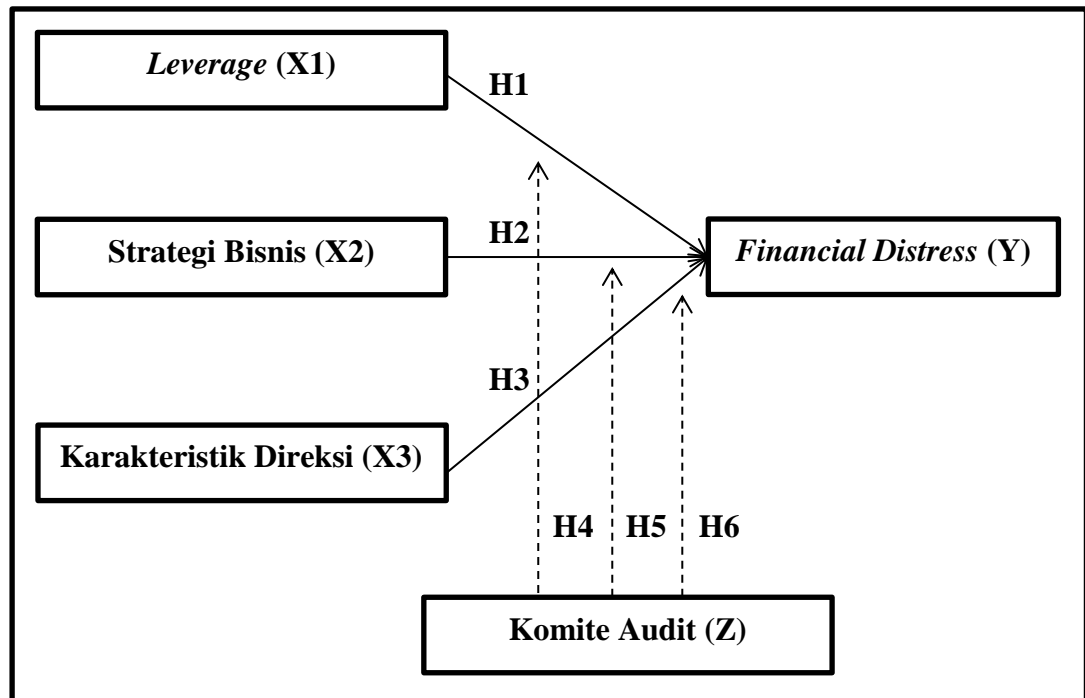 Leverage (X1)
H1
H2
Strategi Bisnis (X2)
Financial Distress (Y)
H3
Karakteristik Direksi (X3)
H4 H5 H6
Komite Audit (Z)